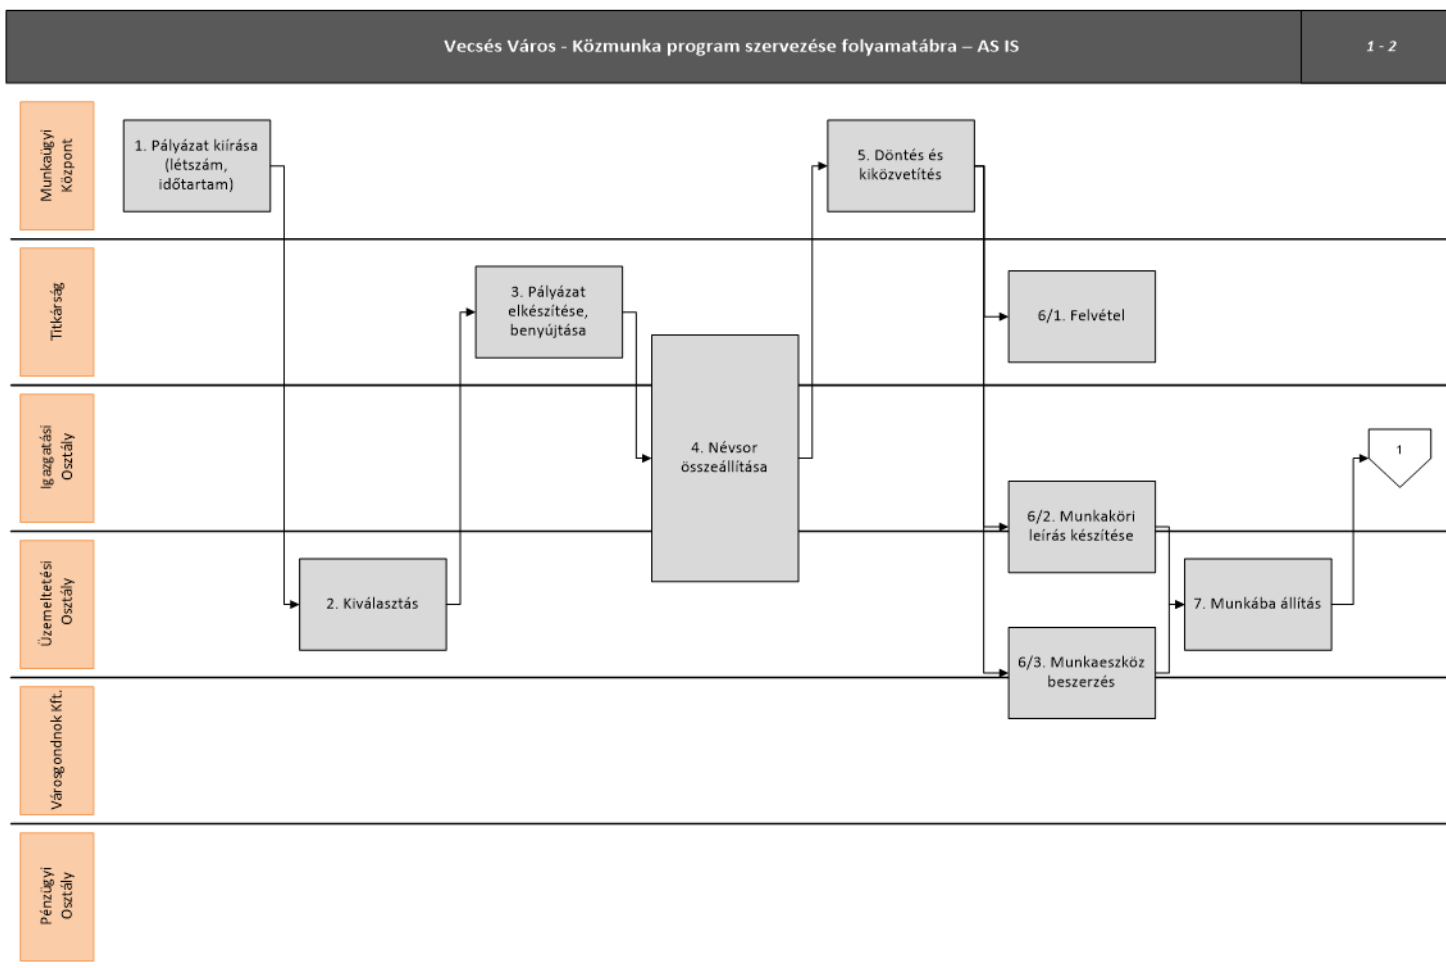 Vecsés Város - Közmunka program szervezése folyamatábra – AS IS
1 - 2
Munkaügyi
Központ
1. Pályázat kiírása
(létszám,
időtartam)
5. Döntés és
kiközvetítés
Titkárság
3. Pályázat
elkészítése,
benyújtása
6/1. Felvétel
Igazgatási
Osztály
4. Névsor
összeállítása
1
6/2. Munkaköri
leírás készítése
Üzemeltetési
Osztály
2. Kiválasztás
7. Munkába állítás
6/3. Munkaeszköz
beszerzés
Városgondnok Kft.
Pénzügyi
Osztály